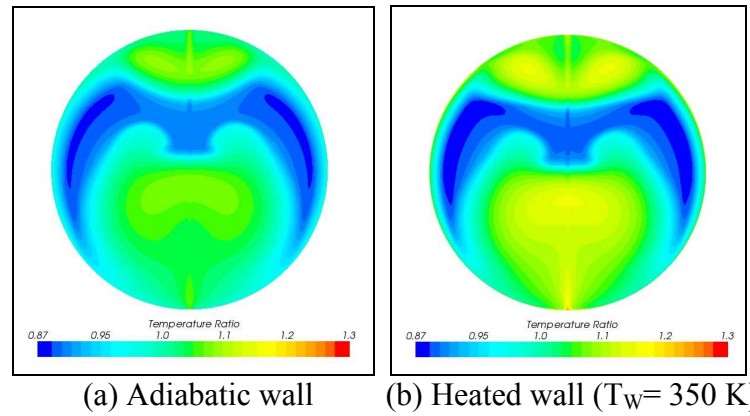 Temperature Ratio
0.87 0.95 1.0 1.1 1.2 1.3
Temperature Ratio
0.87 0.95 1.0 1.1 1.2 1.3
(a) Adiabatic wall
(b) Heated wall (TW= 350 K)